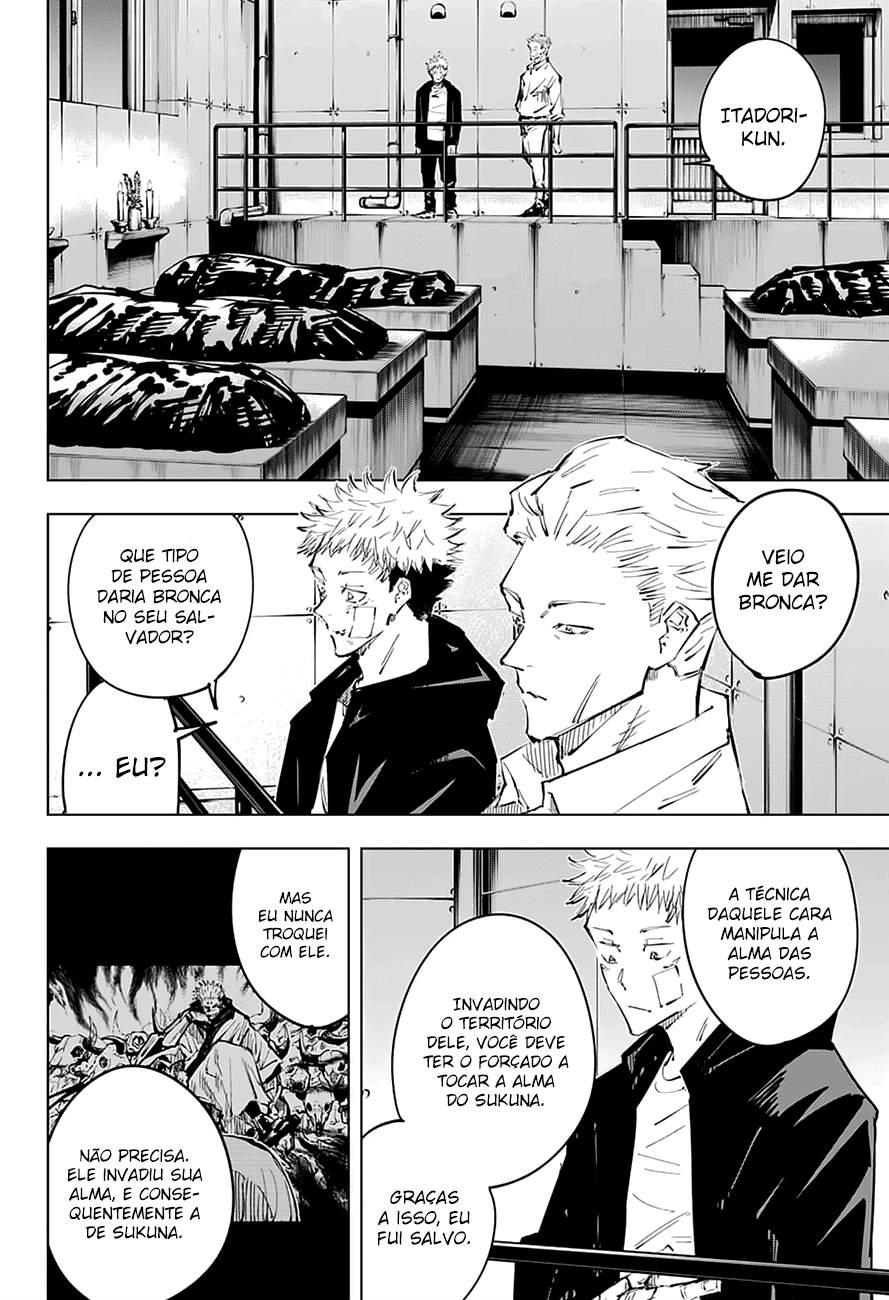 ITADORI-
KUN.
VEIO
ME DAR
BRONCA?
QUE TIPO
DE PESSOA
DARIA BRONCA
NO SEU SAL-
VADOR?
... EU?
A TÉCNICA
DAQUELE CARA
MANIPULA A
ALMA DAS
PESSOAS.
INVADINDO
O TERRITÓRIO
DELE, VOCÊ DEVE
TER O FORÇADO A
TOCAR A ALMA
DO SUKUNA.
GRAÇAS
A ISSO, EU
FUI SALVO.
MAS
EU NUNCA
TROQUEI
COM ELE.
NÃO PRECISA.
ELE INVADIU SUA
ALMA, E CONSE-
QUENTEMENTE A
DE SUKUNA.